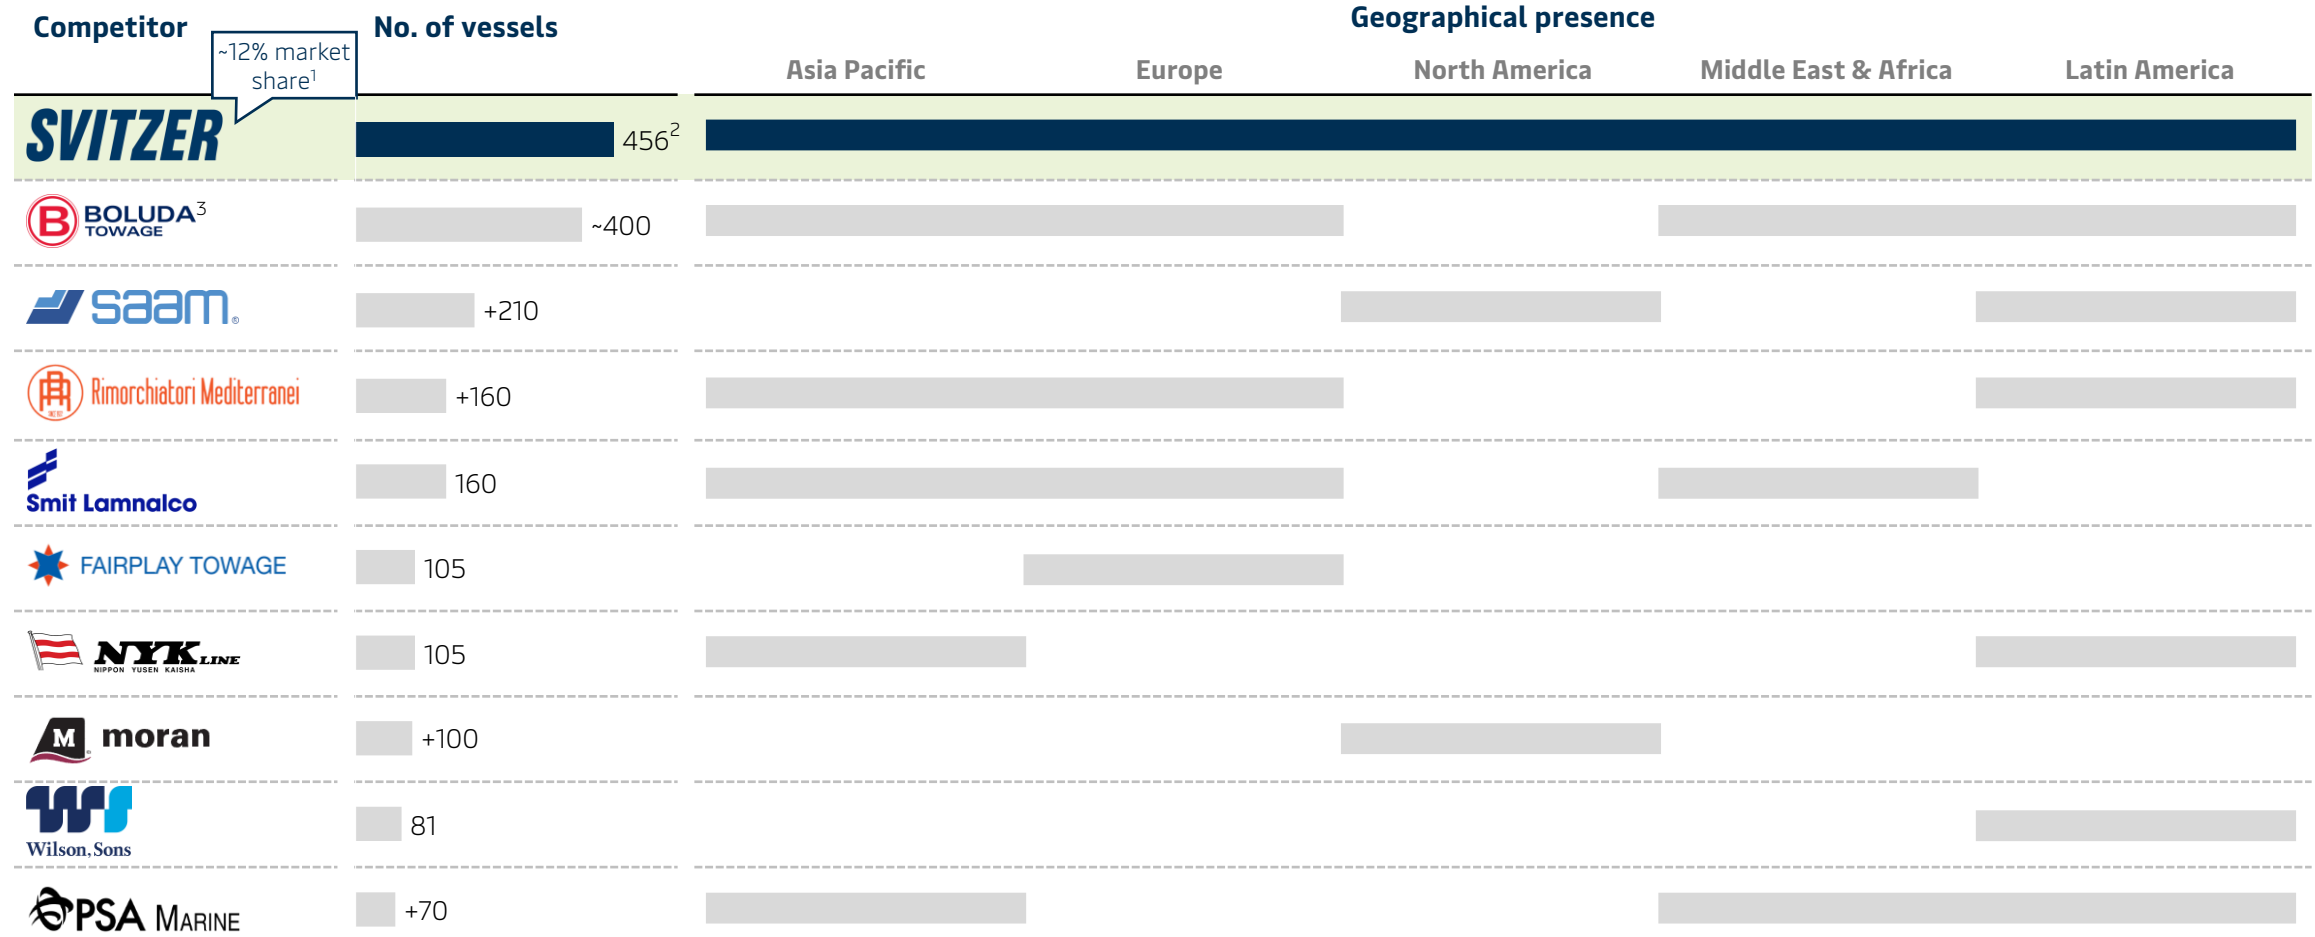 Competitor
No. of vessels
Geographical presence
~12% market
share1
Asia Pacific
Europe
North America
Middle East & Africa
Latin America
SVITZER
456²
B BOLUDA³
TOWAGE
~400
saam®
+210
Rimorchiatori Mediterranei
+160
Smit Lamnalco
160
FAIRPLAY TOWAGE
105
NYK LINE
NIPPON YUSEN KAISHA
105
M moran
+100
WS
Wilson, Sons
81
PSA MARINE
+70